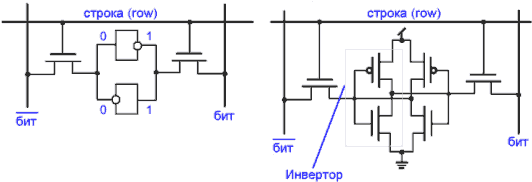 строка (row)
0 1
0 1
бит
бит
строка (row)
бит
бит
Инвертор